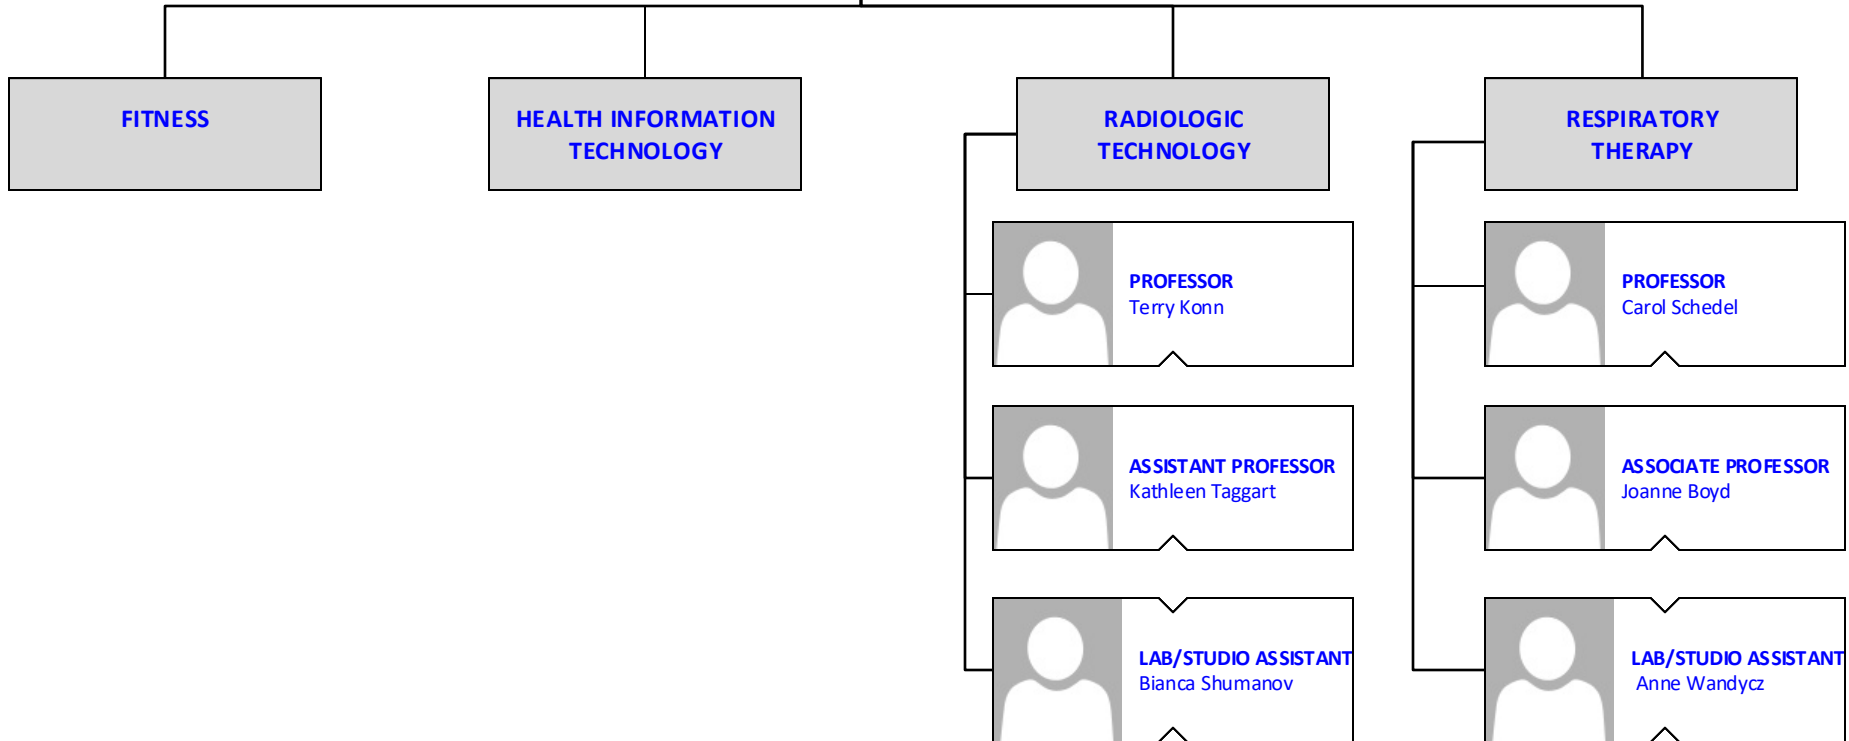 FITNESS
HEALTH INFORMATION
TECHNOLOGY
RADIOLOGIC
TECHNOLOGY
RESPIRATORY
THERAPY
PROFESSOR
Terry Konn
ASSISTANT PROFESSOR
Kathleen Taggart
LAB/STUDIO ASSISTANT
Bianca Shumanov
PROFESSOR
Carol Schedel
ASSOCIATE PROFESSOR
Joanne Boyd
LAB/STUDIO ASSISTANT
Anne Wandycz